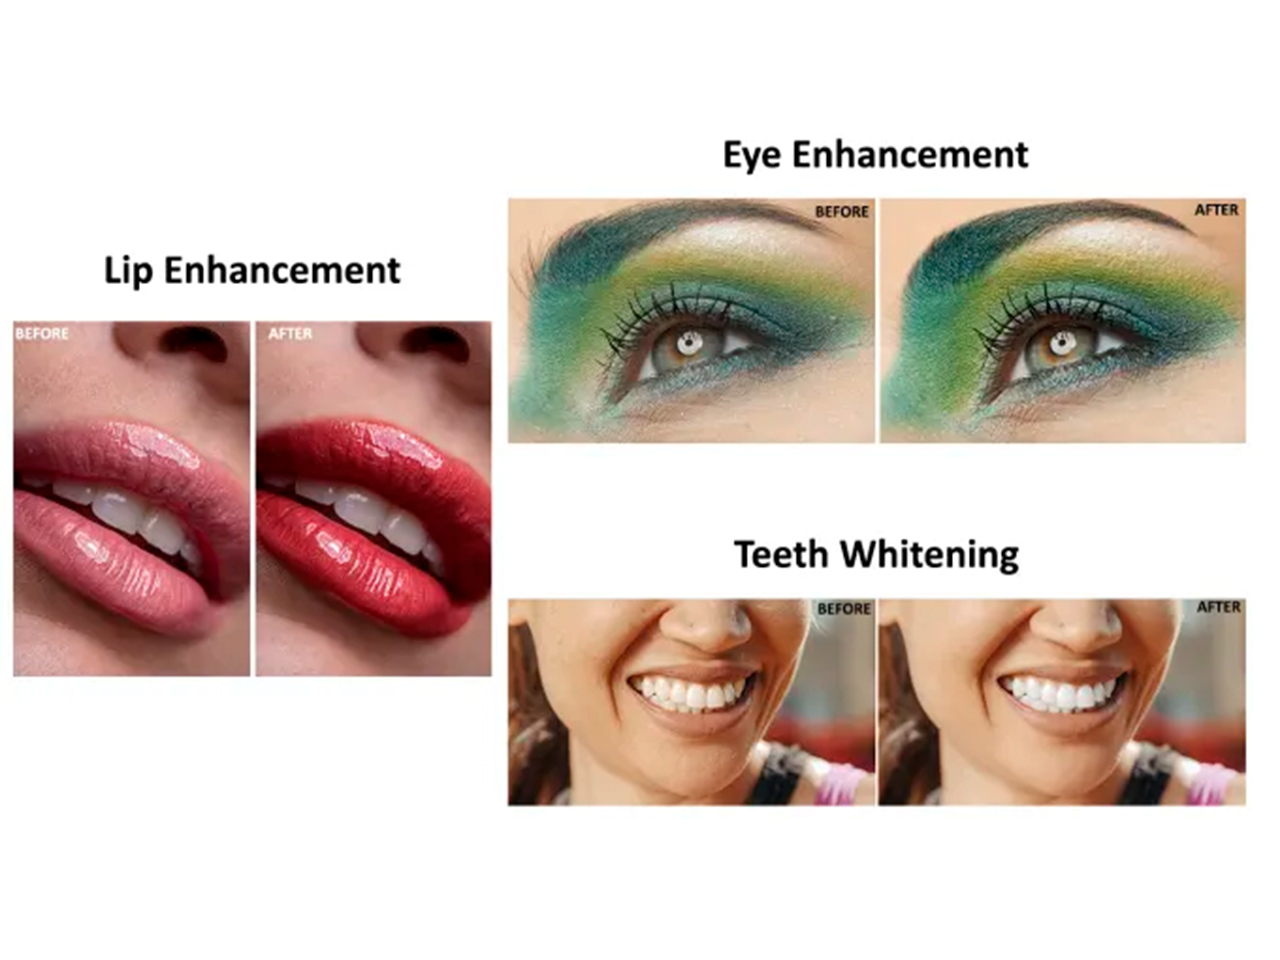 Eye Enhancement
BEFORE
AFTER
Lip Enhancement
BEFORE
AFTER
Teeth Whitening
BEFORE
AFTER